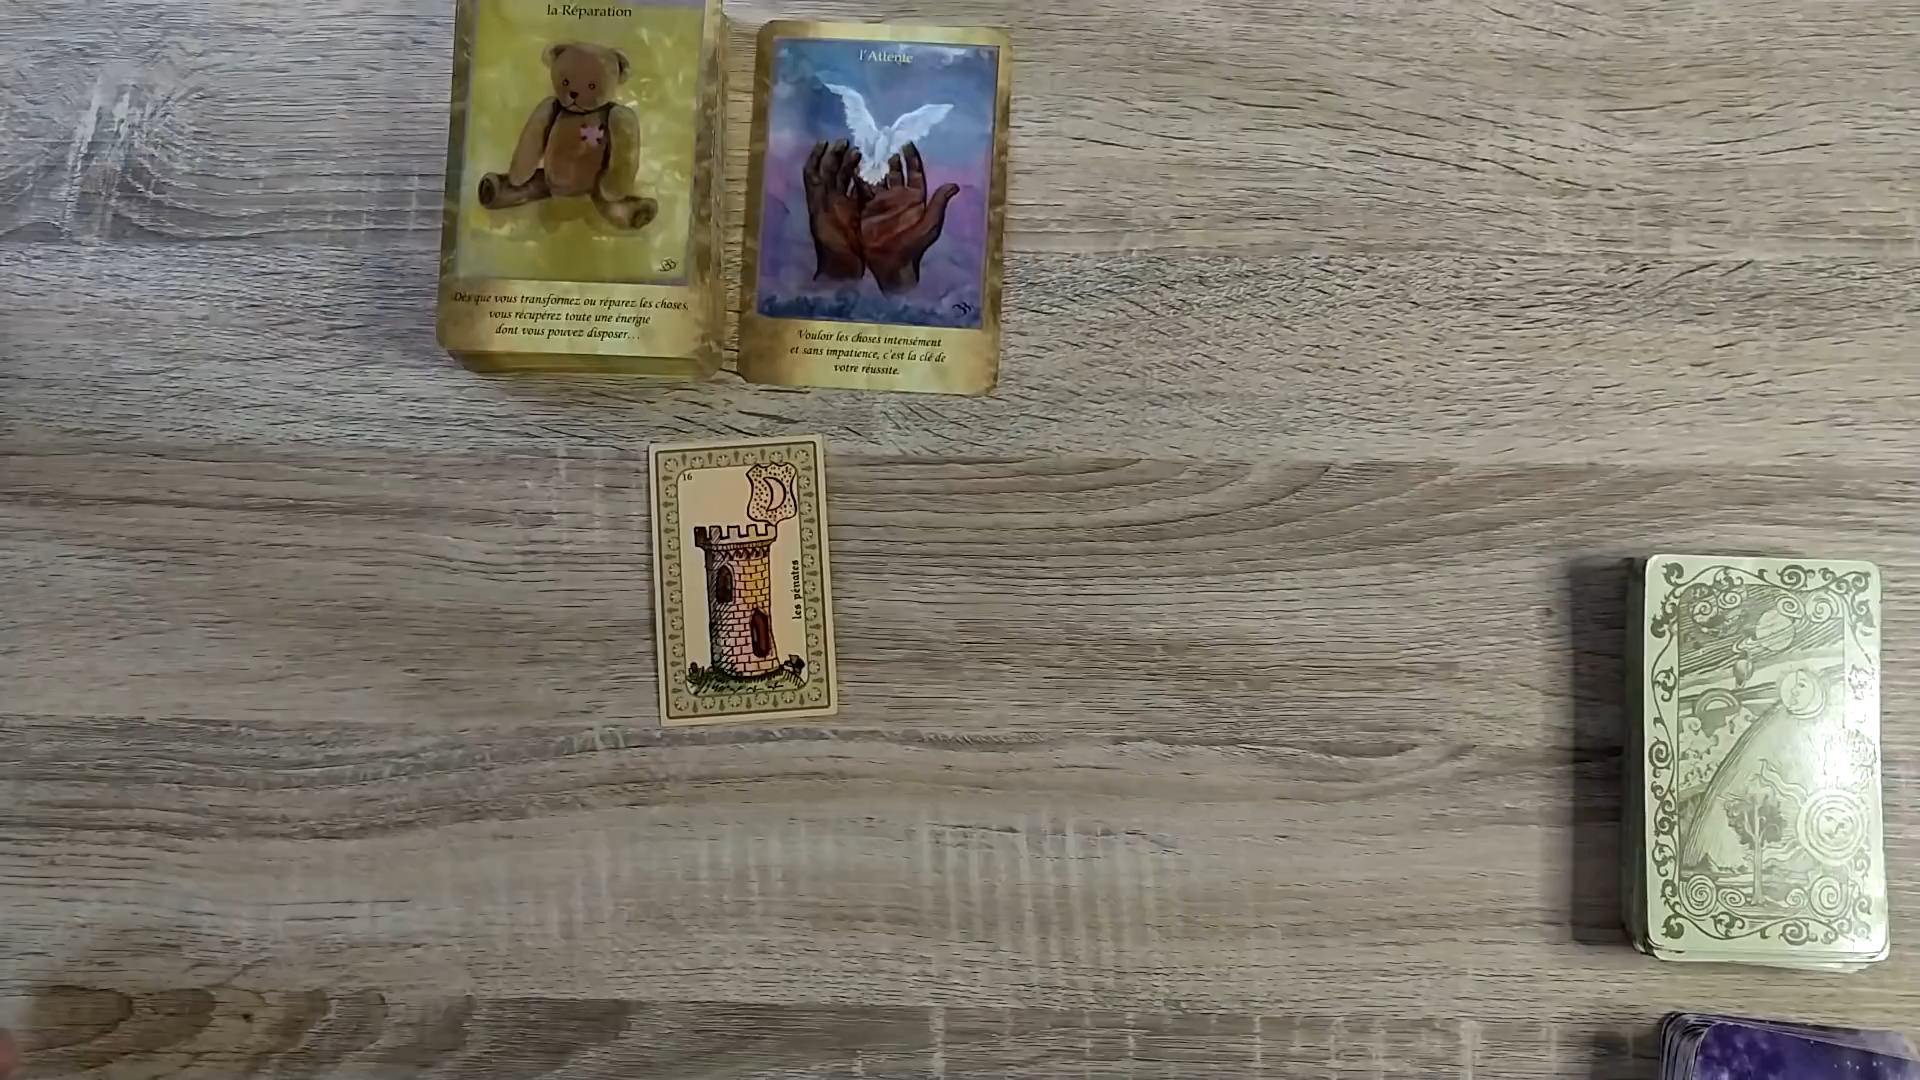 la Réparation
Dès que vous transformez ou réparez les choses,
vous récupérez toute une énergie
dont vous pouvez disposer...
l'Attente
Vouloir les choses intensément
et sans impatience, c'est la clé de
votre réussite.
16
les pénates